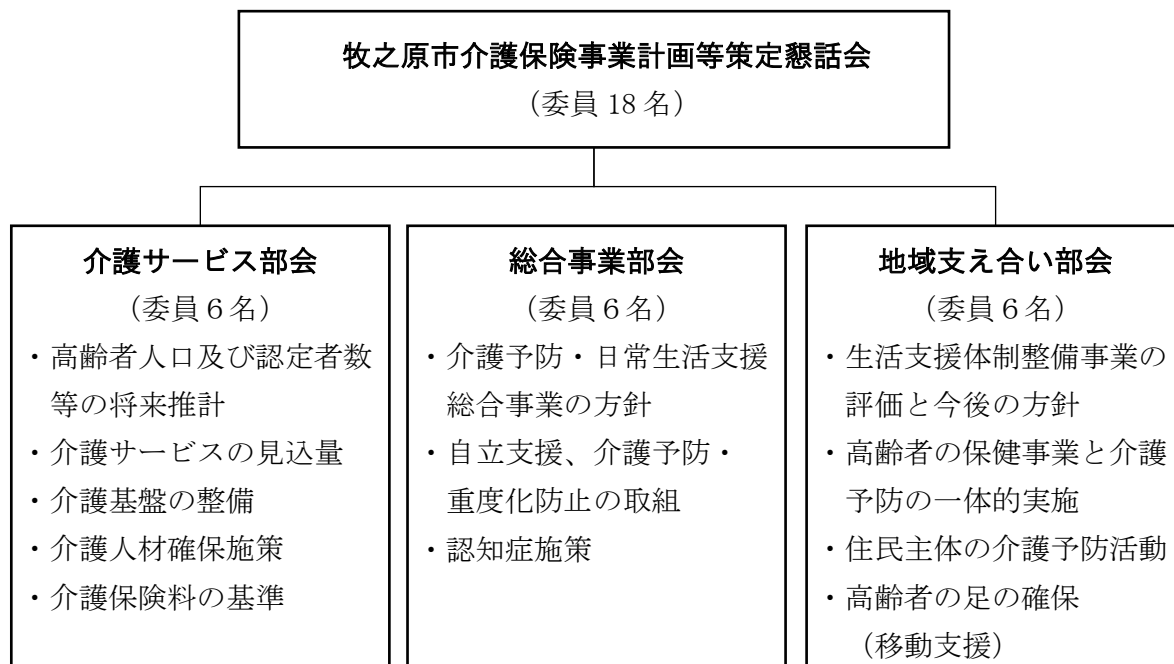 牧之原市介護保険事業計画等策定懇話会
（委員 18 名）
介護サービス部会
（委員６名）
・高齢者人口及び認定者数
等の将来推計
・介護サービスの見込量
・介護基盤の整備
・介護人材確保施策
・介護保険料の基準
総合事業部会
（委員６名）
・介護予防・日常生活支援
総合事業の方針
・自立支援、介護予防・
重度化防止の取組
・認知症施策
地域支え合い部会
（委員６名）
・生活支援体制整備事業の
評価と今後の方針
・高齢者の保健事業と介護
予防の一体的実施
・住民主体の介護予防活動
・高齢者の足の確保
（移動支援）